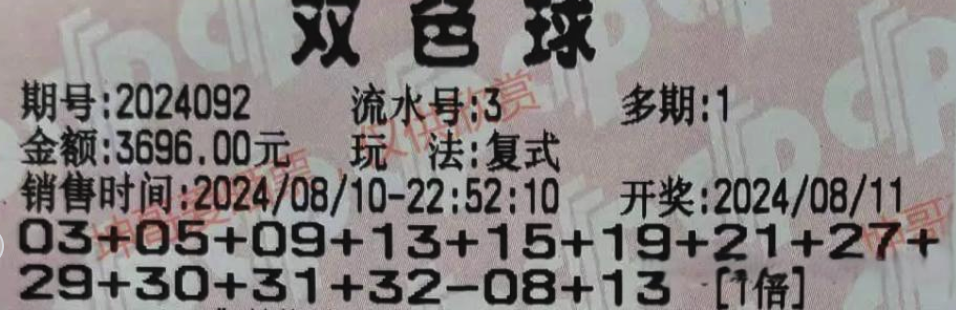 双色球
期号:2024092 流水号:3 多期:1
金额:3696.00元 玩 法:复式
销售时间:2024/08/10-22:52:10 开奖:2024/08/11
03+05+09+13+15+19+21+27+
29+30+31+32-08+13 [1倍]